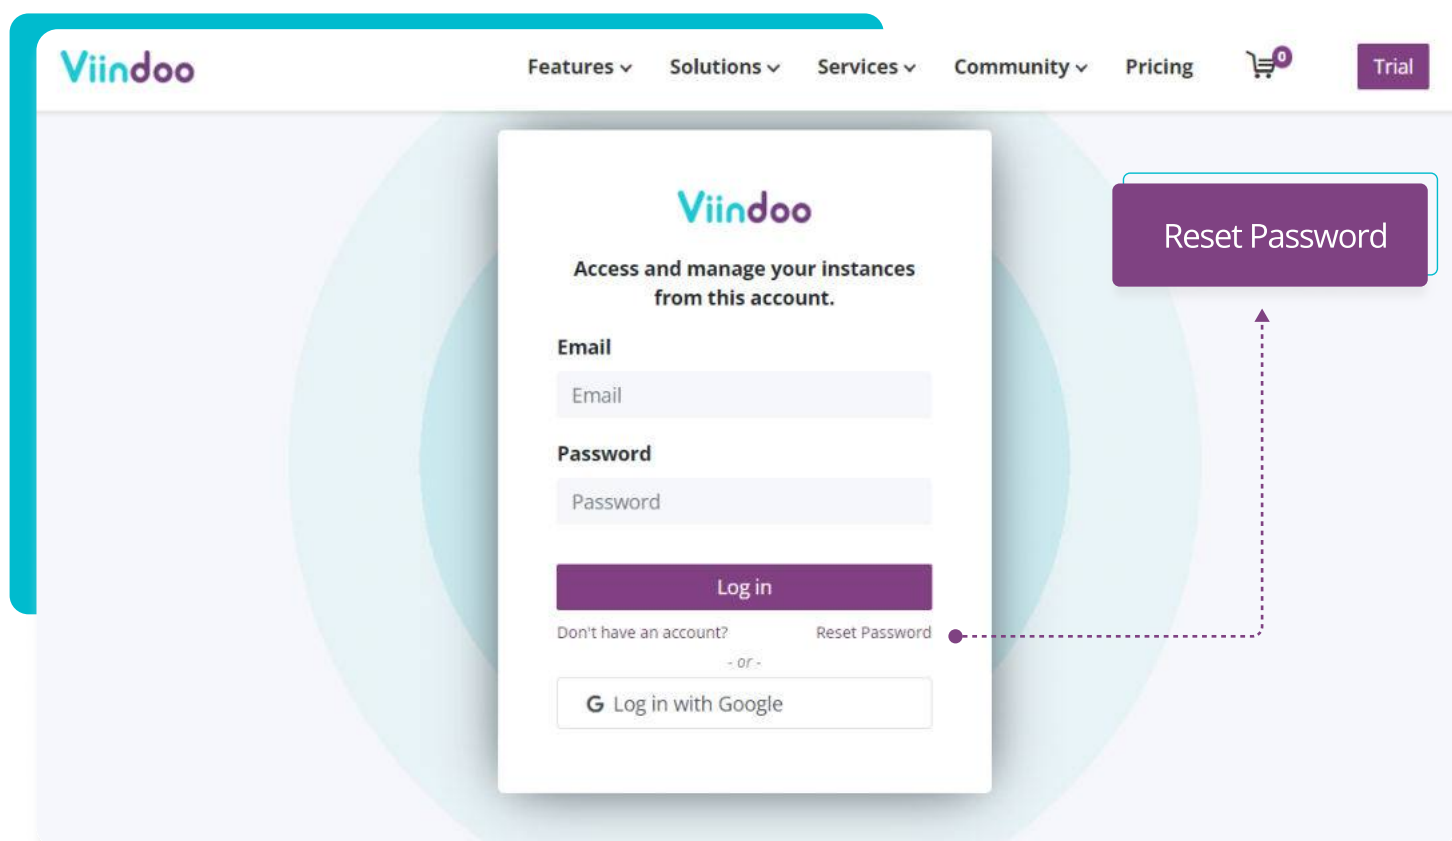 Viindoo
Features
Solutions
Services
Community
Pricing
0
Trial
Viindoo
Access and manage your instances
from this account.
Email
Email
Password
Password
Log in
Don't have an account?
Reset Password
- or -
G Log in with Google
Reset Password